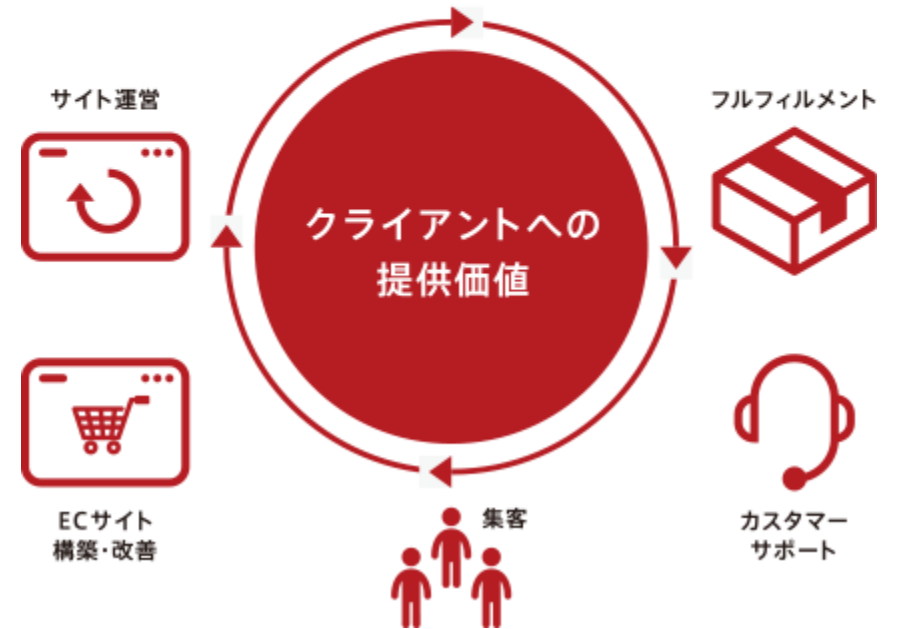 サイト運営
フルフィルメント
クライアントへの
提供価値
ECサイト
構築・改善
集客
カスタマー
サポート